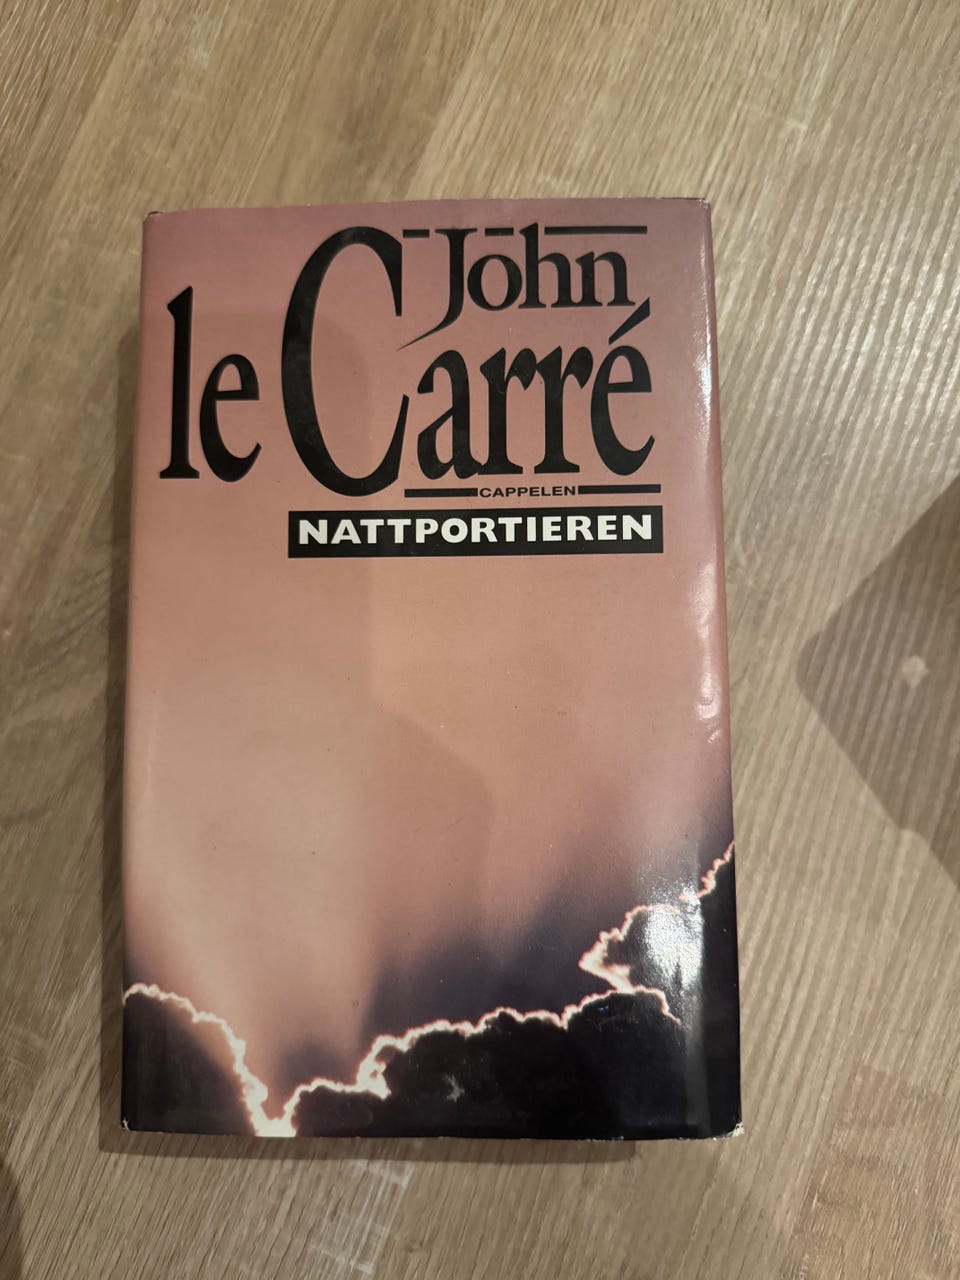 John
le Carré
CAPPELEN
NATTPORTIEREN